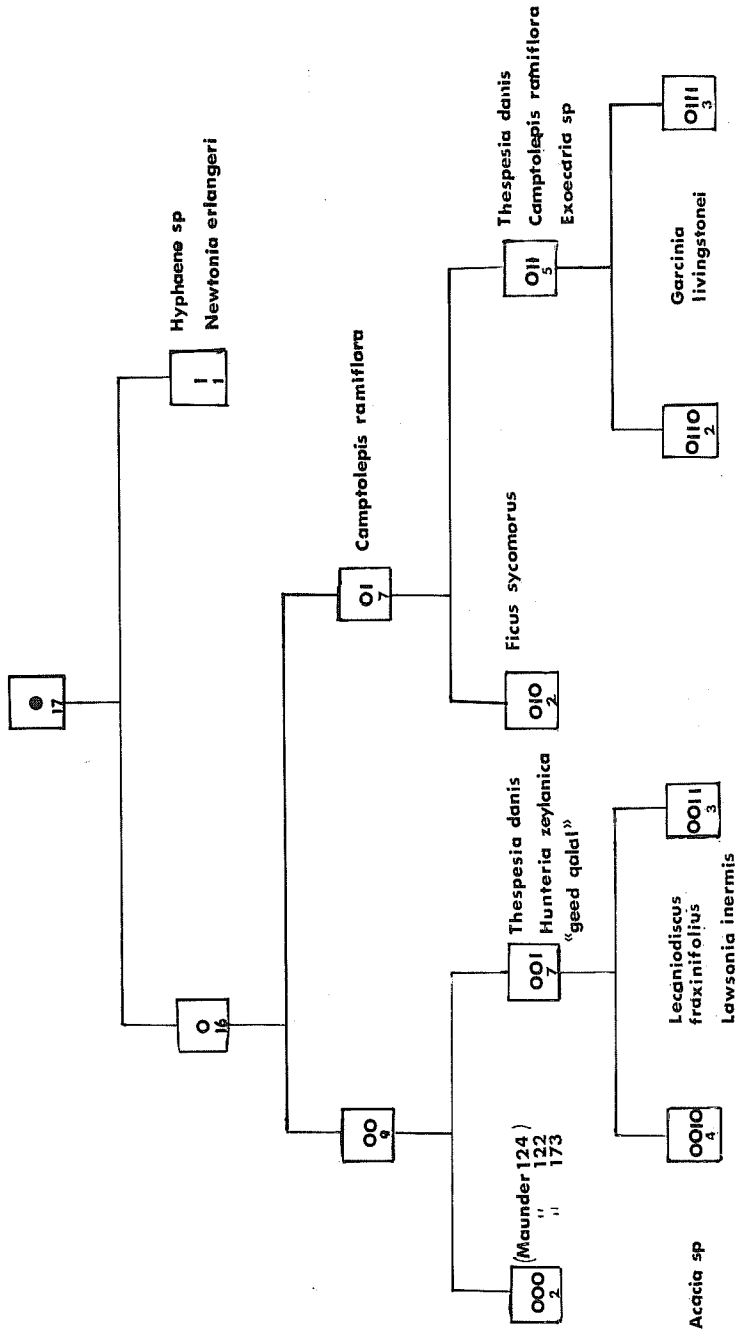 ●
17
O
16
1
1
Hyphaene sp
Newtonia erlangeri
OO
9
OI
7
Camptolepis ramiflora
OOO
2
(Maunder 124)
" 122
" 173
OOI
7
Thespesia danis
Hunteria zeylanica
“geed qalal”
OIO
2
Ficus sycomorus
OII
5
Thespesia danis
Camptolepis ramiflora
Exoecaria sp
Acacia sp
OOIO
4
Lecaniodiscus
fraxinifolius
Lawsonia inermis
OOII
3
OIIO
2
Garcinia
livingstonei
OIII
3